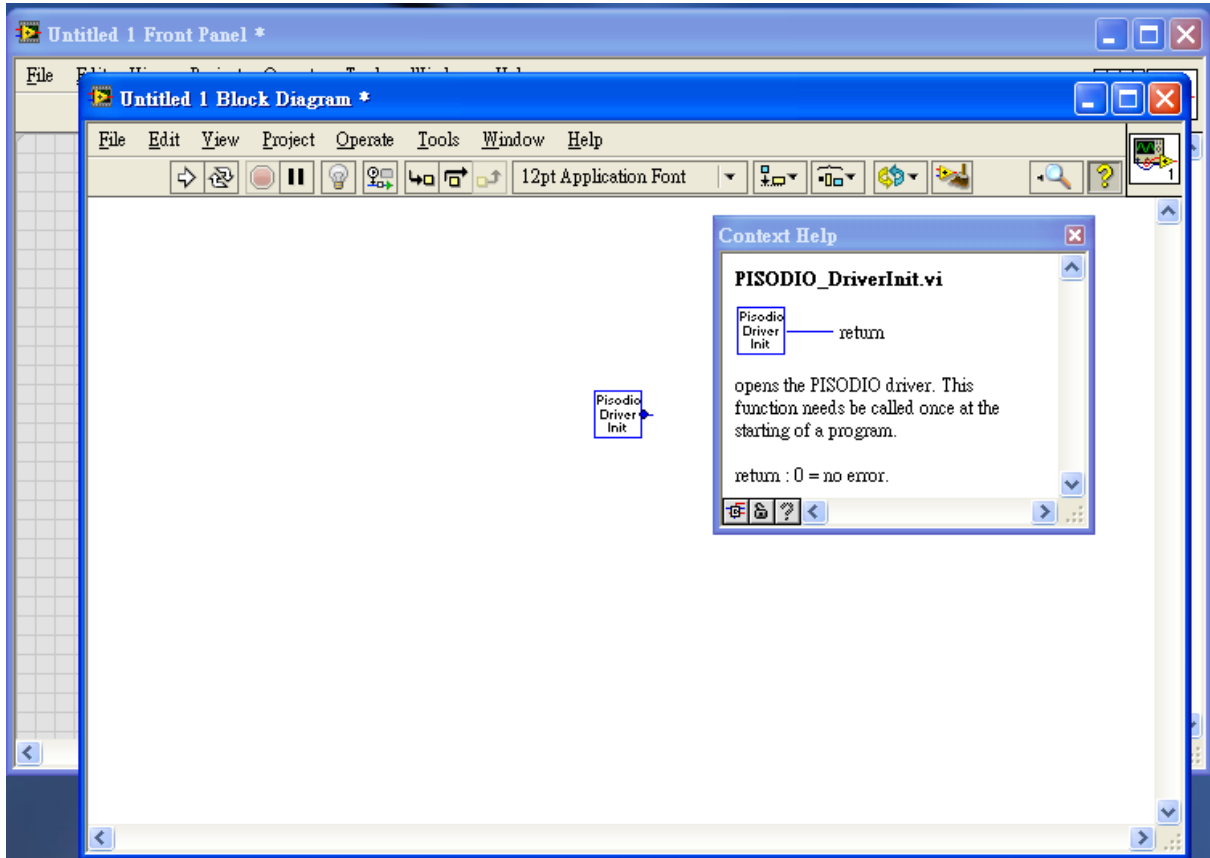 Untitled 1 Front Panel *
File
Untitled 1 Block Diagram *
File Edit View Project Operate Tools Window Help
12pt Application Font
1
Context Help
PISODIO_DriverInit.vi
Pisodio
Driver
Init
return
opens the PISODIO driver. This
function needs be called once at the
starting of a program.
return : 0 = no error.
Pisodio
Driver
Init